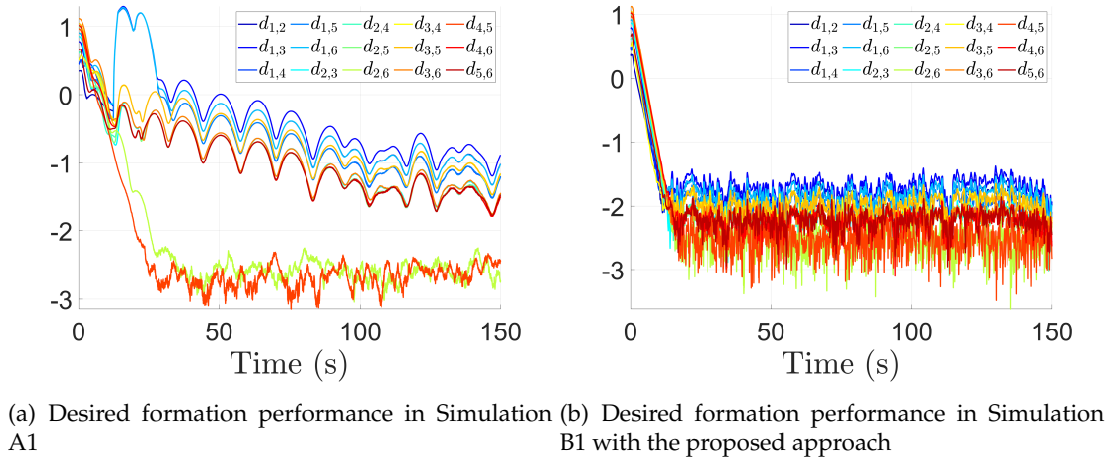 1
0
-1
-2
-3
0
50
100
150
Time (s)
d1,2 d1,5 d2,4 d3,4 d4,5
d1,3 d1,6 d2,5 d3,5 d4,6
d1,4 d2,3 d2,6 d3,6 d5,6
1
0
-1
-2
-3
0
50
100
150
Time (s)
d1,2 d1,5 d2,4 d3,4 d4,5
d1,3 d1,6 d2,5 d3,5 d4,6
d1,4 d2,3 d2,6 d3,6 d5,6
(a) Desired formation performance in Simulation
A1
(b) Desired formation performance in Simulation
B1 with the proposed approach